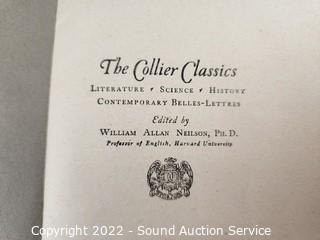 The Collier Classics
LITERATURE • SCIENCE • HISTORY
CONTEMPORARY BELLES-LETTRES
Edited by
WILLIAM ALLAN NEILSON, PH. D.
Professor of English, Harvard University
Copyright 2022 - Sound Auction Service